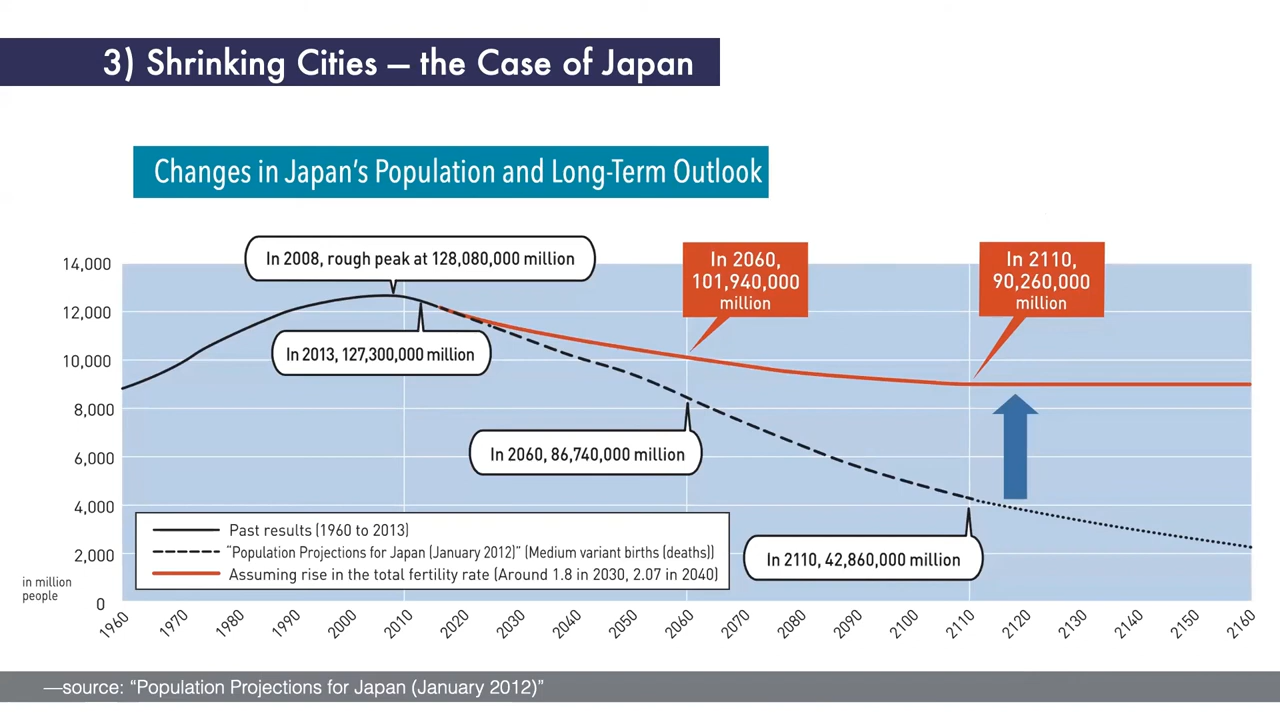 3) Shrinking Cities — the Case of Japan
Changes in Japan's Population and Long-Term Outlook
In 2008, rough peak at 128,080,000 million
In 2060,
101,940,000
million
In 2110,
90,260,000
million
In 2013, 127,300,000 million
In 2060, 86,740,000 million
In 2110, 42,860,000 million
14,000
12,000
10,000
8,000
6,000
4,000
2,000
0
in million
people
Past results (1960 to 2013)
"Population Projections for Japan (January 2012)" (Medium variant births (deaths))
Assuming rise in the total fertility rate (Around 1.8 in 2030, 2.07 in 2040)
1960 1970 1980 1990 2000 2010 2020 2030 2040 2050 2060 2070 2080 2090 2100 2110 2120 2130 2140 2150 2160
—source: “Population Projections for Japan (January 2012)”